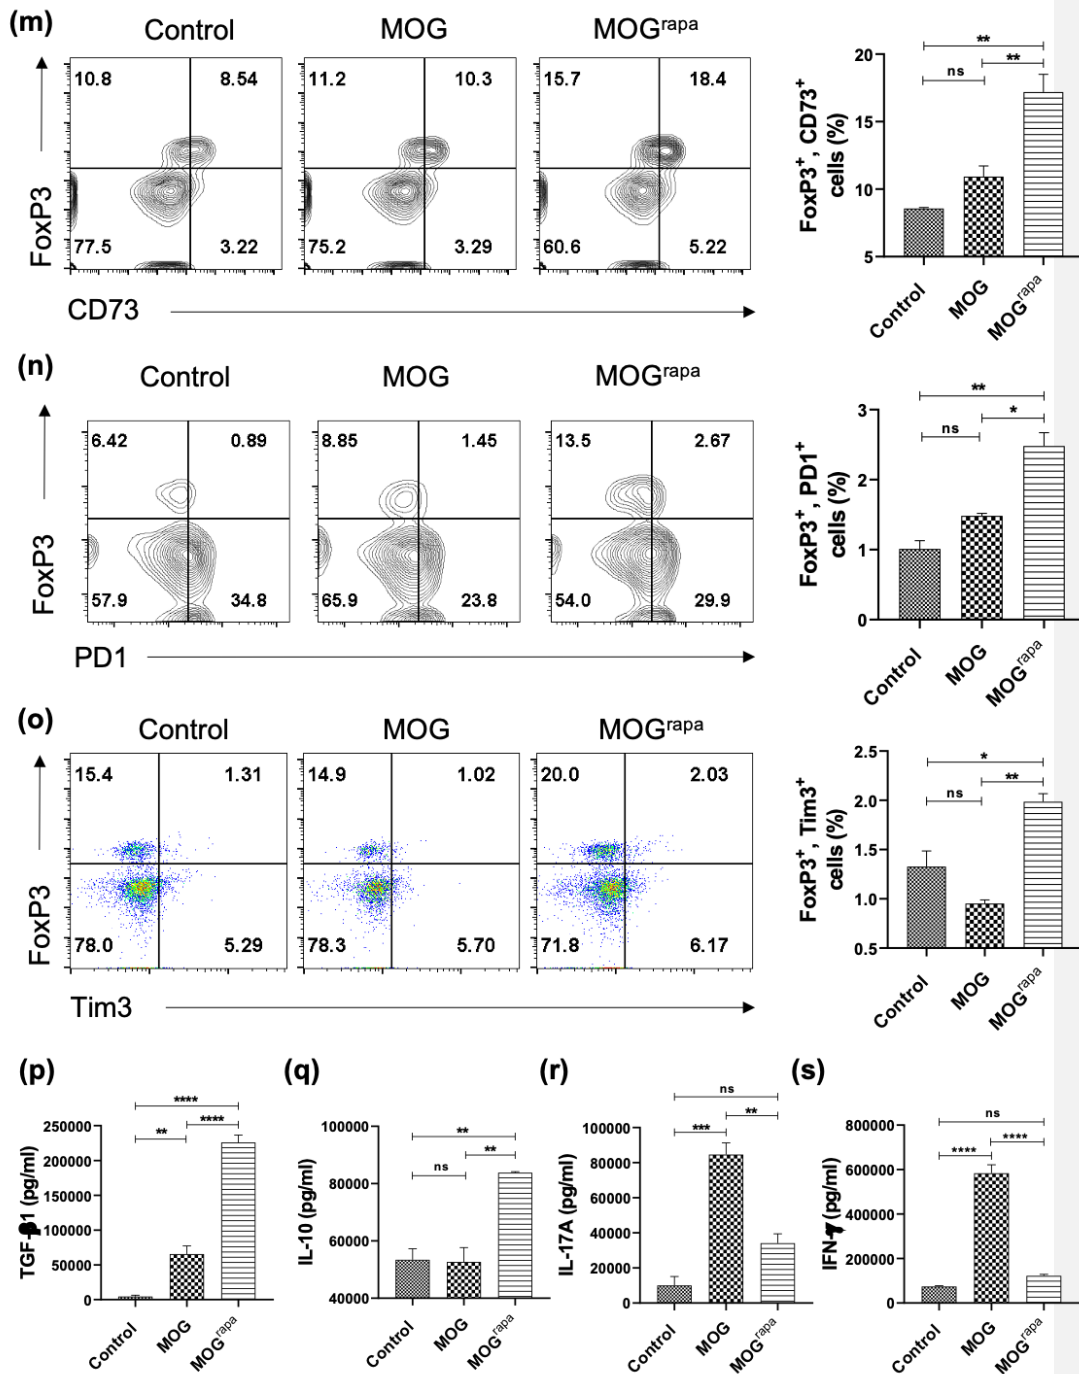 (m)
Control MOG MOGrapa
10.8 8.54 11.2 10.3 15.7 18.4
77.5 3.22 75.2 3.29 60.6 5.22
FoxP3
CD73
FoxP3+, CD73+
cells (%)
20
15
10
5
** ** ns
Control MOG MOGrapa
(n)
Control MOG MOGrapa
6.42 0.89 8.85 1.45 13.5 2.67
57.9 34.8 65.9 23.8 54.0 29.9
FoxP3
PD1
FoxP3+, PD1+
cells (%)
3
2
1
0
** * ns
Control MOG MOGrapa
(o)
Control MOG MOGrapa
15.4 1.31 14.9 1.02 20.0 2.03
78.0 5.29 78.3 5.70 71.8 6.17
FoxP3
Tim3
FoxP3+, Tim3+
cells (%)
2.5
2.0
1.5
1.0
0.5
* ** ns
Control MOG MOGrapa
(p)
TGF-β1 (pg/ml)
250000
200000
150000
100000
50000
0
**** **** **
Control MOG MOGrapa
(q)
IL-10 (pg/ml)
100000
80000
60000
40000
** ** ns
Control MOG MOGrapa
(r)
IL-17A (pg/ml)
100000
80000
60000
40000
20000
0
ns ** ***
Control MOG MOGrapa
(s)
IFN-γ (pg/ml)
800000
600000
400000
200000
0
ns **** ****
Control MOG MOGrapa